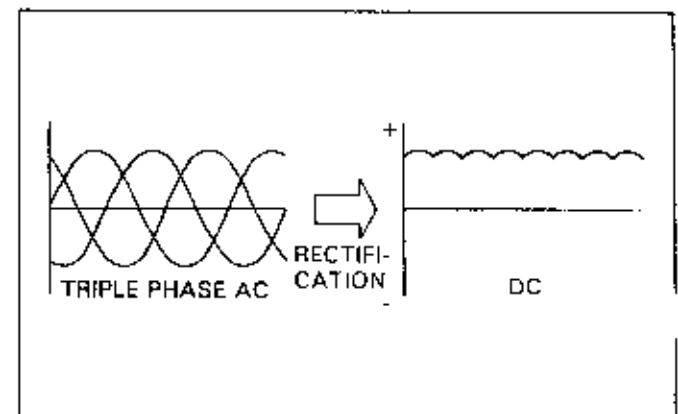 +
RECTIFI-
CATION
TRIPLE PHASE AC
DC
-